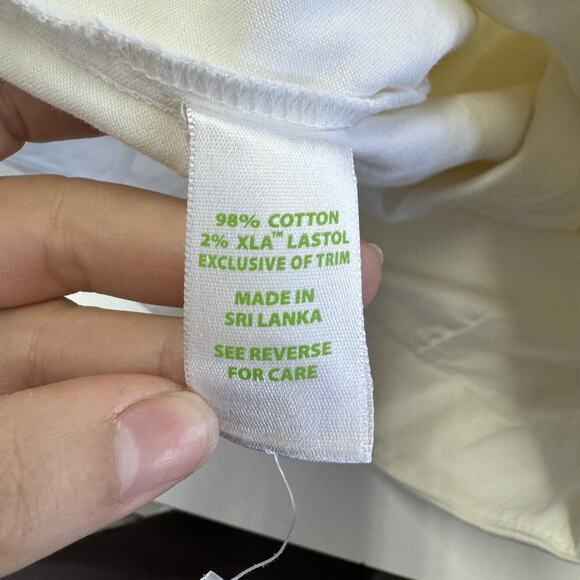 98% COTTON
2% XLA™ LASTOL
EXCLUSIVE OF TRIM
MADE IN
SRI LANKA
SEE REVERSE
FOR CARE